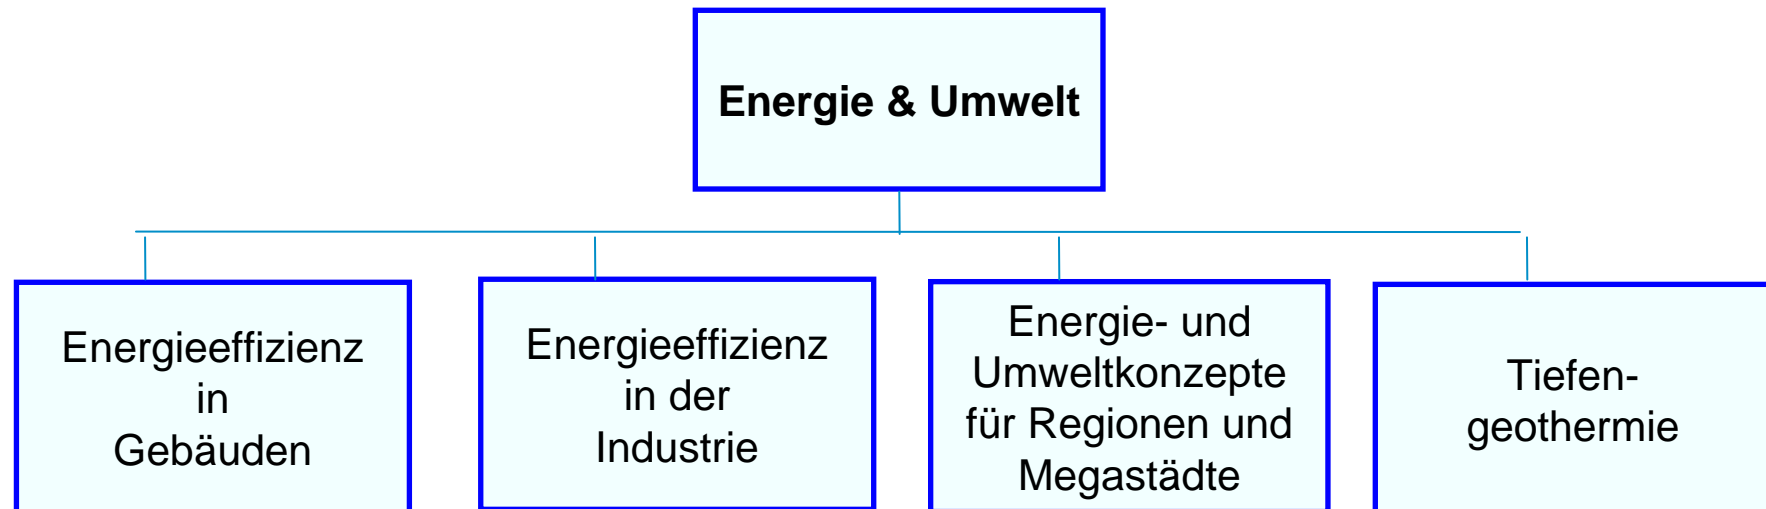 Energie & Umwelt
Energieeffizienz
in
Gebäuden
Energieeffizienz
in der
Industrie
Energie- und
Umweltkonzepte
für Regionen und
Megastädte
Tiefen-
geothermie